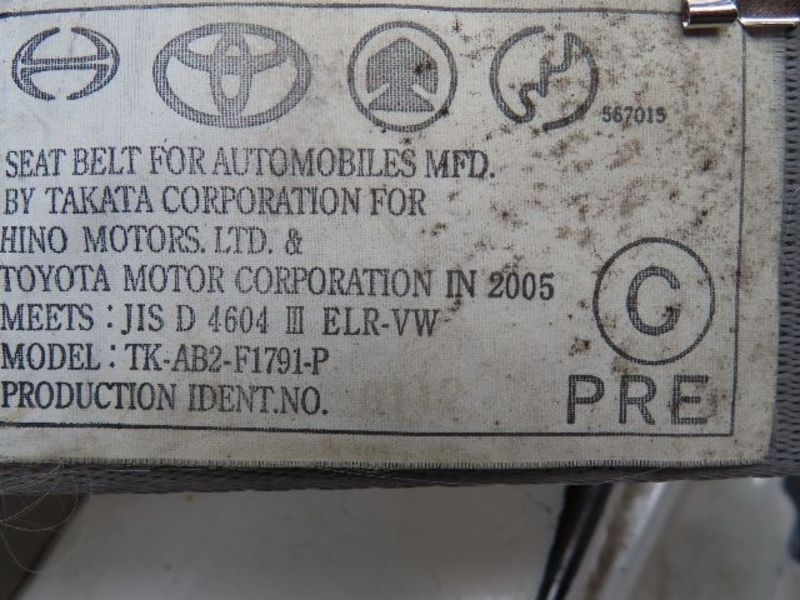 567015
SEAT BELT FOR AUTOMOBILES MFD.
BY TAKATA CORPORATION FOR
HINO MOTORS. LTD. &
TOYOTA MOTOR CORPORATION IN 2005
MEETS : JIS D 4604 Ⅲ ELR-VW
MODEL : TK-AB2-F1791-P
PRODUCTION IDENT.NO.
C
PRE